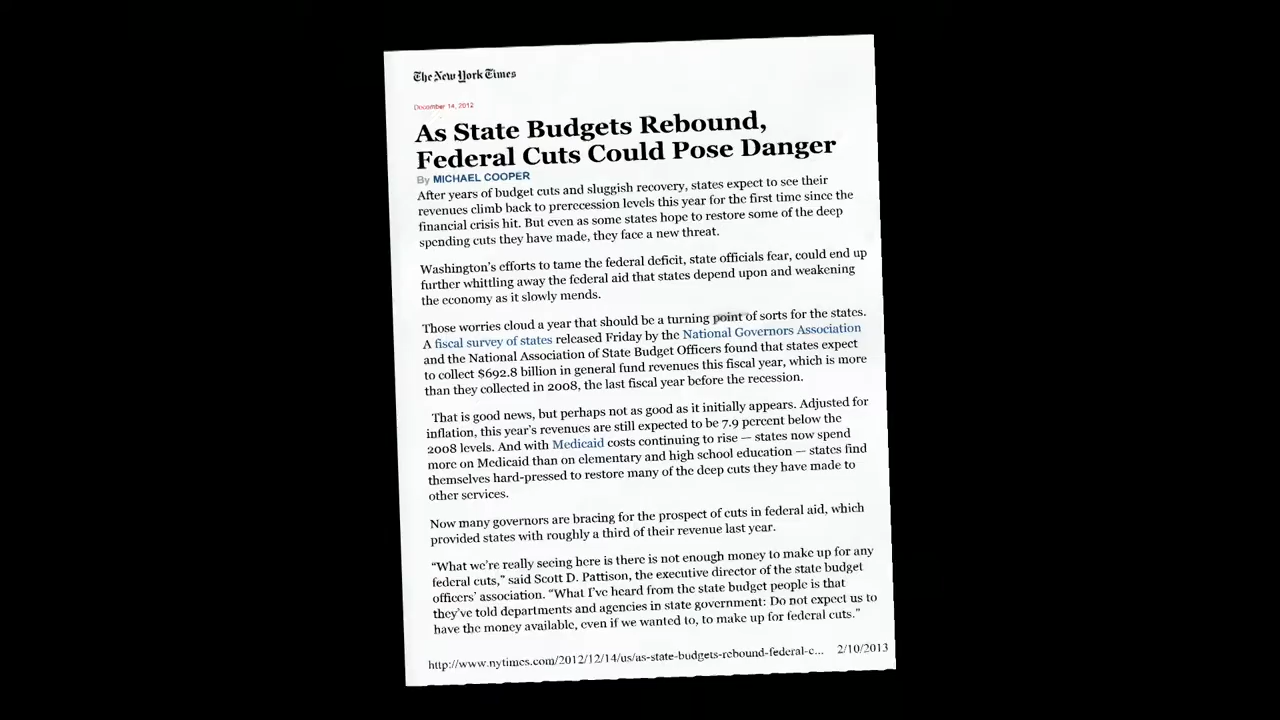 The New York Times
December 14, 2012
As State Budgets Rebound,
Federal Cuts Could Pose Danger
By MICHAEL COOPER
After years of budget cuts and sluggish recovery, states expect to see their
revenues climb back to prerecession levels this year for the first time since the
financial crisis hit. But even as some states hope to restore some of the deep
spending cuts they have made, they face a new threat.
Washington's efforts to tame the federal deficit, state officials fear, could end up
further whittling away the federal aid that states depend upon and weakening
the economy as it slowly mends.
Those worries cloud a year that should be a turning point of sorts for the states.
A fiscal survey of states released Friday by the National Governors Association
and the National Association of State Budget Officers found that states expect
to collect $692.8 billion in general fund revenues this fiscal year, which is more
than they collected in 2008, the last fiscal year before the recession.
That is good news, but perhaps not as good as it initially appears. Adjusted for
inflation, this year's revenues are still expected to be 7.9 percent below the
2008 levels. And with Medicaid costs continuing to rise — states now spend
more on Medicaid than on elementary and high school education — states find
themselves hard-pressed to restore many of the deep cuts they have made to
other services.
Now many governors are bracing for the prospect of cuts in federal aid, which
provided states with roughly a third of their revenue last year.
"What we're really seeing here is there is not enough money to make up for any
federal cuts," said Scott D. Pattison, the executive director of the state budget
officers' association. "What I've heard from the state budget people is that
they've told departments and agencies in state government: Do not expect us to
have the money available, even if we wanted to, to make up for federal cuts."
http://www.nytimes.com/2012/12/14/us/as-state-budgets-rebound-federal-c... 2/10/2013